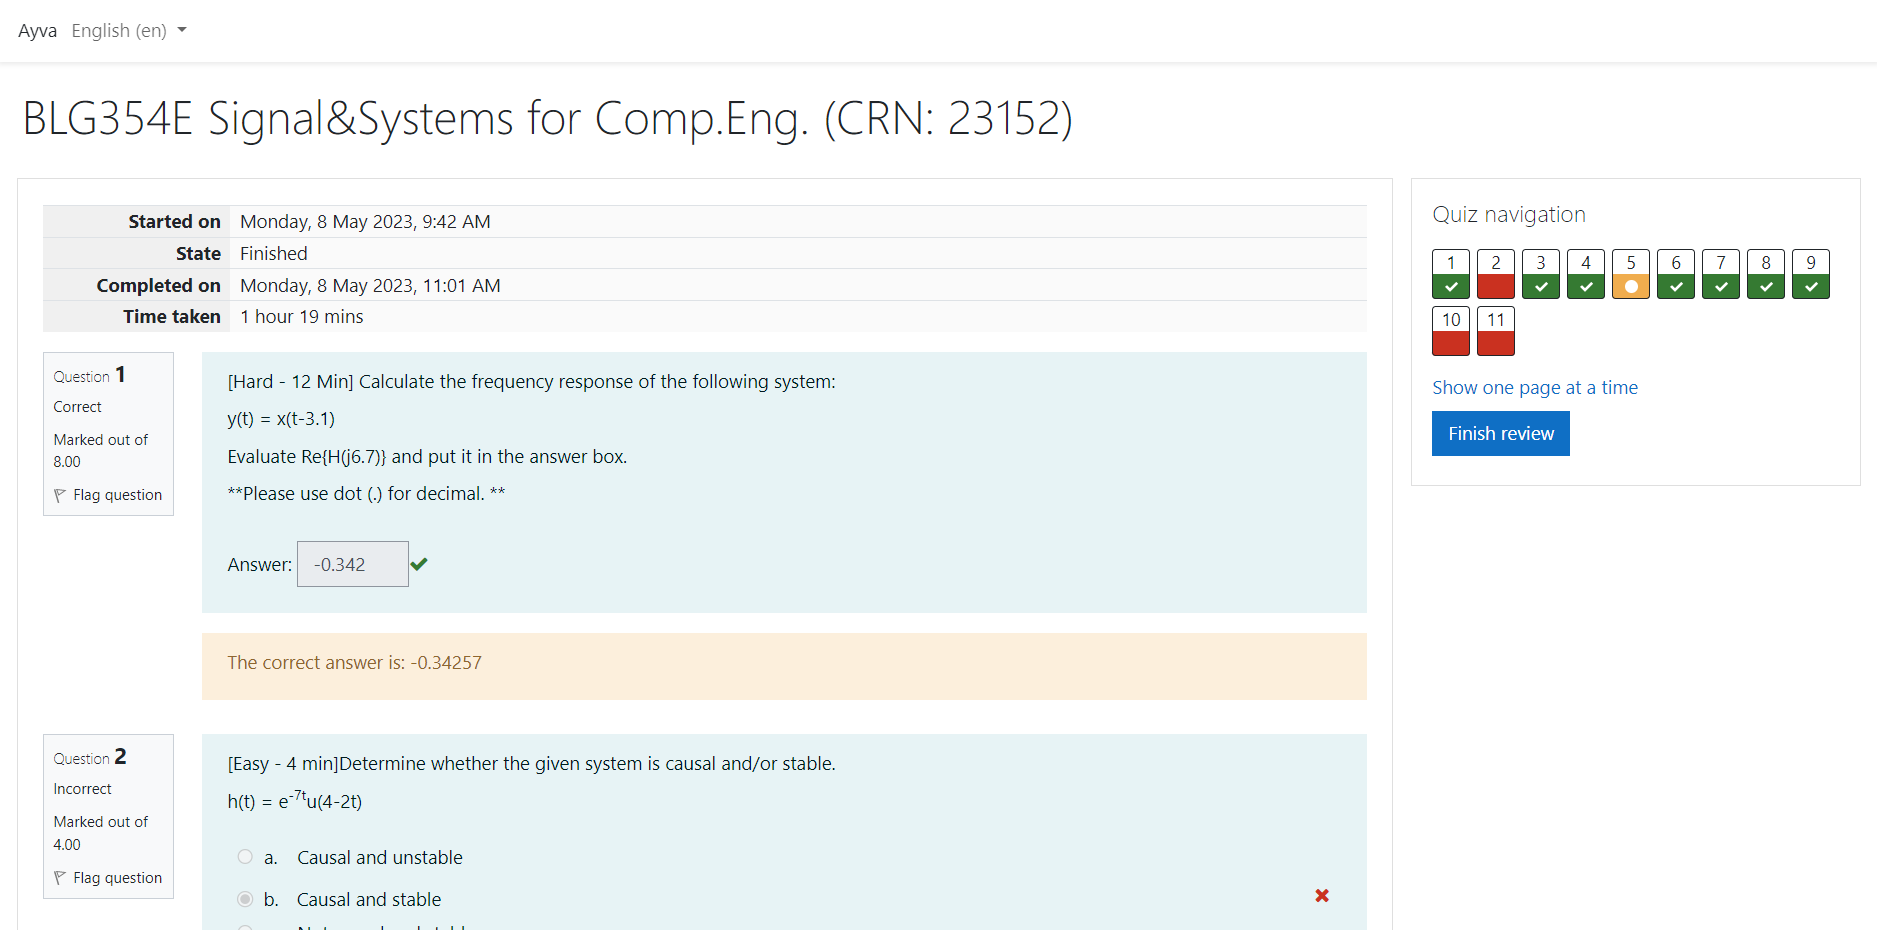 Ayva English (en)
BLG354E Signal&Systems for Comp.Eng. (CRN: 23152)
Started on Monday, 8 May 2023, 9:42 AM
State Finished
Completed on Monday, 8 May 2023, 11:01 AM
Time taken 1 hour 19 mins
Question 1
Correct
Marked out of
8.00
Flag question
[Hard - 12 Min] Calculate the frequency response of the following system:
y(t) = x(t-3.1)
Evaluate Re{H(j6.7)} and put it in the answer box.
**Please use dot (.) for decimal. **
Answer: -0.342
The correct answer is: -0.34257
Question 2
Incorrect
Marked out of
4.00
Flag question
[Easy - 4 min]Determine whether the given system is causal and/or stable.
h(t) = e⁻⁷ᵗu(4-2t)
a. Causal and unstable
b. Causal and stable
Quiz navigation
1 2 3 4 5 6 7 8 9
10 11
Show one page at a time
Finish review